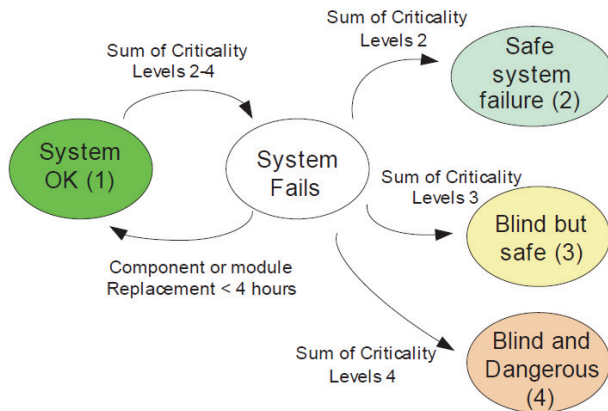 Sum of Criticality
Levels 2-4
Sum of Criticality
Levels 2
Safe
system
failure (2)
System
OK (1)
System
Fails
Sum of Criticality
Levels 3
Blind but
safe (3)
Component or module
Replacement < 4 hours
Sum of Criticality
Levels 4
Blind and
Dangerous
(4)